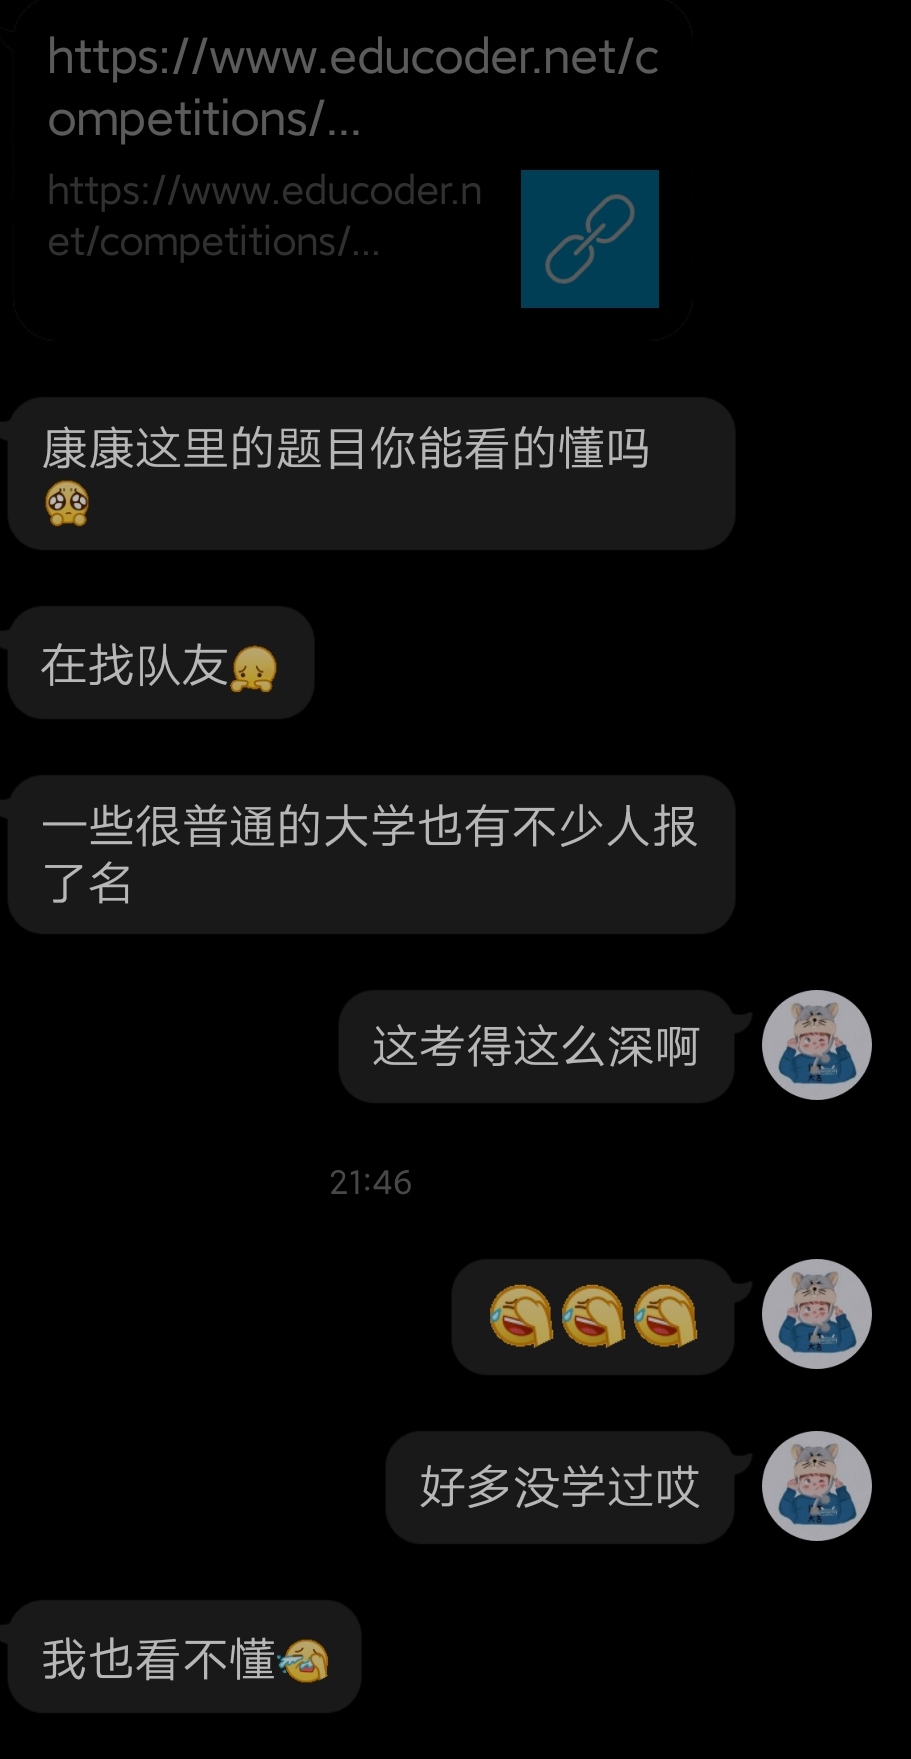 https://www.educoder.net/c
ompetitions/...
https://www.educoder.n
et/competitions/...
康康这里的题目你能看的懂吗
🥺
在找队友🥺
一些很普通的大学也有不少人报
了名
这考得这么深啊
21:46
🤣🤣🤣
好多没学过哎
我也看不懂😭